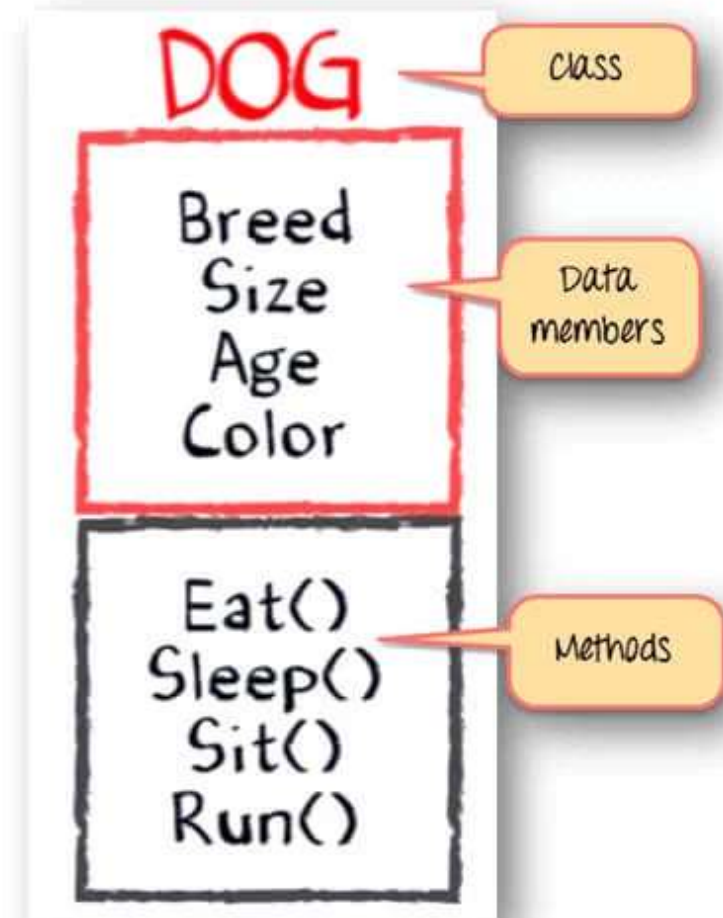 DOG
Class
Breed
Size
Age
Color
Data
members
Eat()
Sleep()
Sit()
Run()
Methods